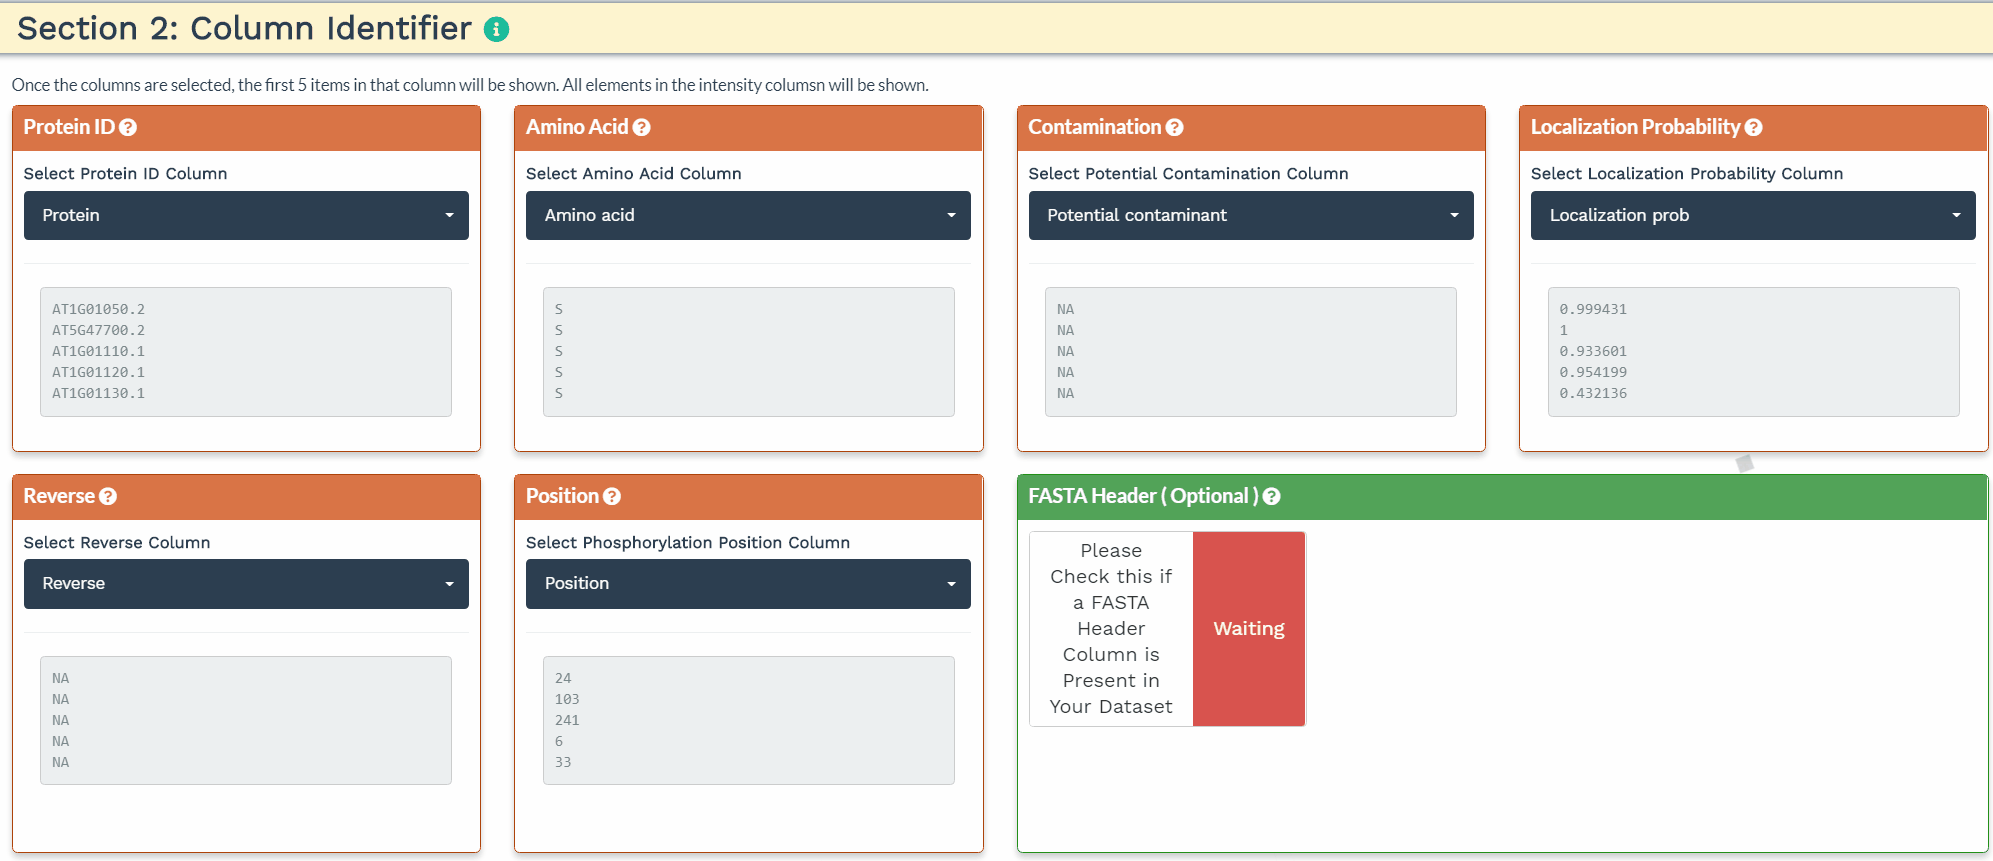 Section 2: Column Identifier
Once the columns are selected, the first 5 items in that column will be shown. All elements in the intensity columsn will be shown.
Protein ID
Select Protein ID Column
Protein
AT1G01050.2
AT5G47700.2
AT1G01110.1
AT1G01120.1
AT1G01130.1
Amino Acid
Select Amino Acid Column
Amino acid
S
S
S
S
S
Contamination
Select Potential Contamination Column
Potential contaminant
NA
NA
NA
NA
NA
Localization Probability
Select Localization Probability Column
Localization prob
0.999431
1
0.933601
0.954199
0.432136
Reverse
Select Reverse Column
Reverse
NA
NA
NA
NA
NA
Position
Select Phosphorylation Position Column
Position
24
103
241
6
33
FASTA Header ( Optional )
Please
Check this if
a FASTA
Header
Column is
Present in
Your Dataset
Waiting